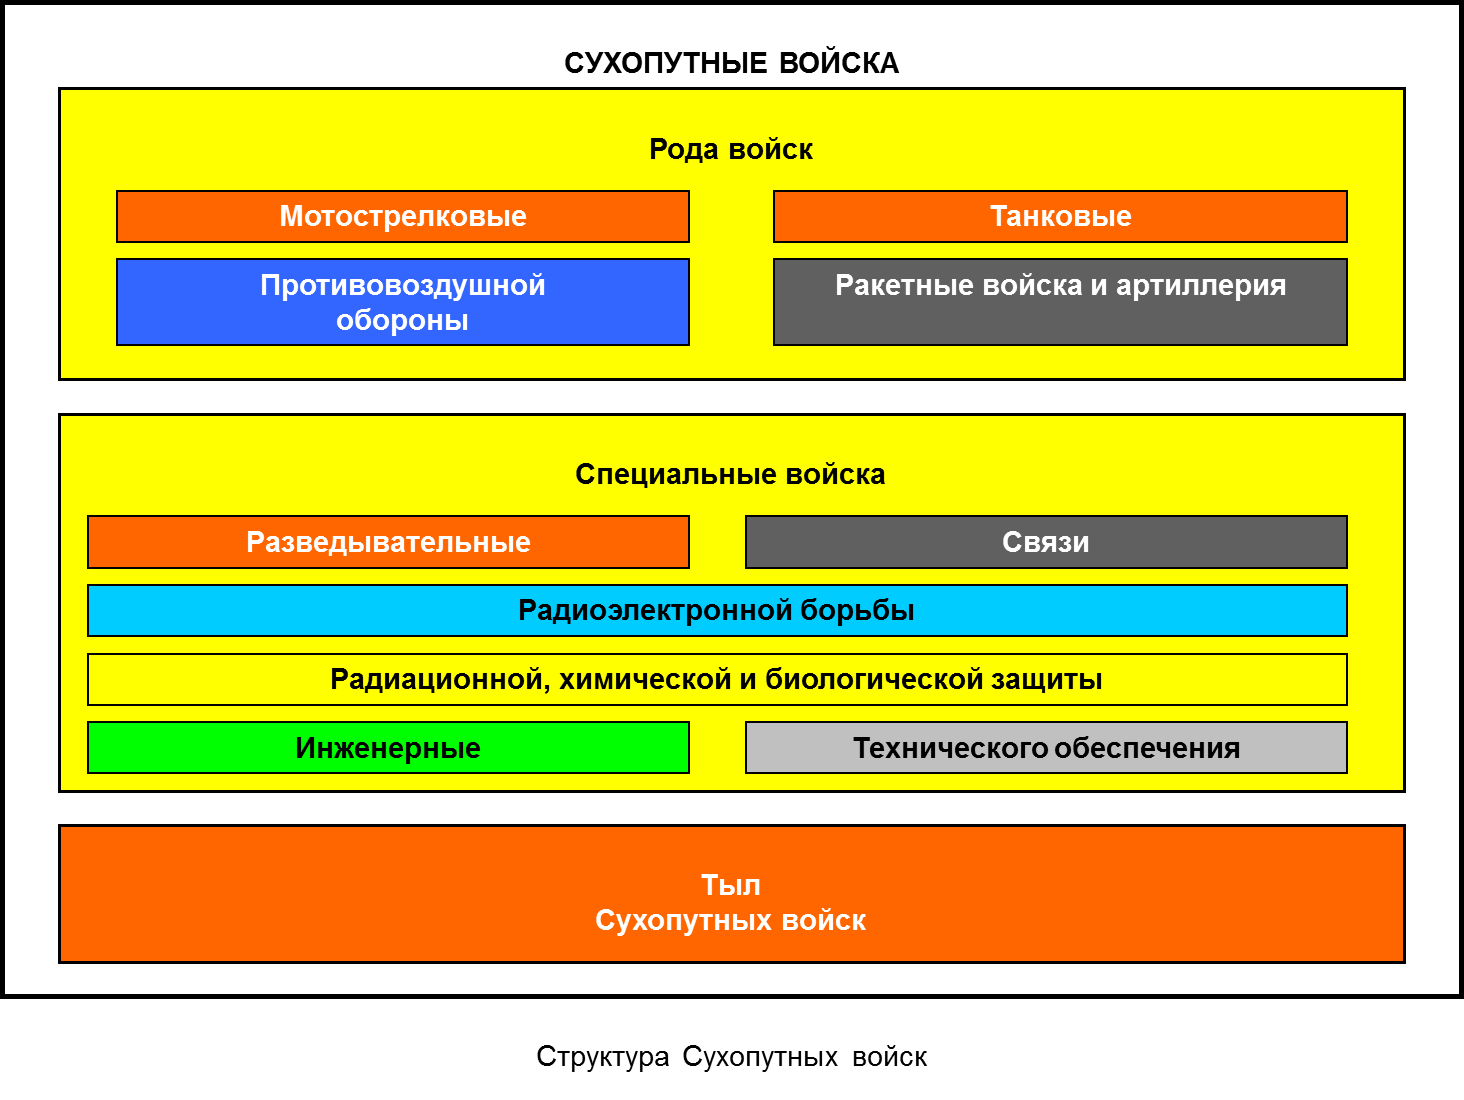 СУХОПУТНЫЕ ВОЙСКА
Рода войск
Мотострелковые
Танковые
Противовоздушной
обороны
Ракетные войска и артиллерия
Специальные войска
Разведывательные
Связи
Радиоэлектронной борьбы
Радиационной, химической и биологической защиты
Инженерные
Технического обеспечения
Тыл
Сухопутных войск
Структура Сухопутных войск